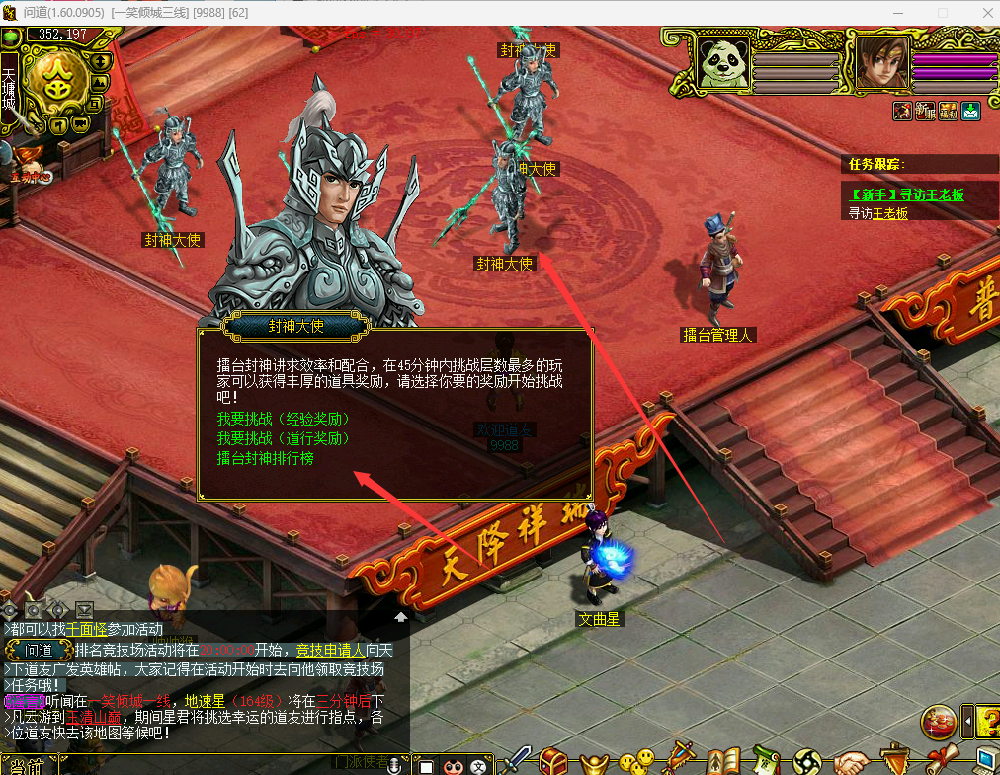 问道(1.60.0905) [一笑倾城三线] [9988] [62]
352,197
天墉城
封神大使
神大使
封神大使
封神大使
任务跟踪:
【新手】寻访王老板
寻访王老板
擂台管理人
封神大使
擂台封神讲求效率和配合，在45分钟内挑战层数最多的玩
家可以获得丰厚的道具奖励，请选择你要的奖励开始挑战
吧！
我要挑战（经验奖励）
我要挑战（道行奖励）
擂台封神排行榜
欢迎道友
9988
天降祥瑞
普
文曲星
>都可以找千面怪参加活动
问道 排名竞技场活动将在20:00:00开始，竞技申请人向天
>下道友广发英雄帖，大家记得在活动开始时去向他领取竞技场
>任务哦！
听闻在一笑倾城一线，地速星（164级）将在三分钟后下
>凡云游到玉清山巅，期间星君将挑选幸运的道友进行指点，各
>位道友快去该地图等候吧！
当前
门派使者
文